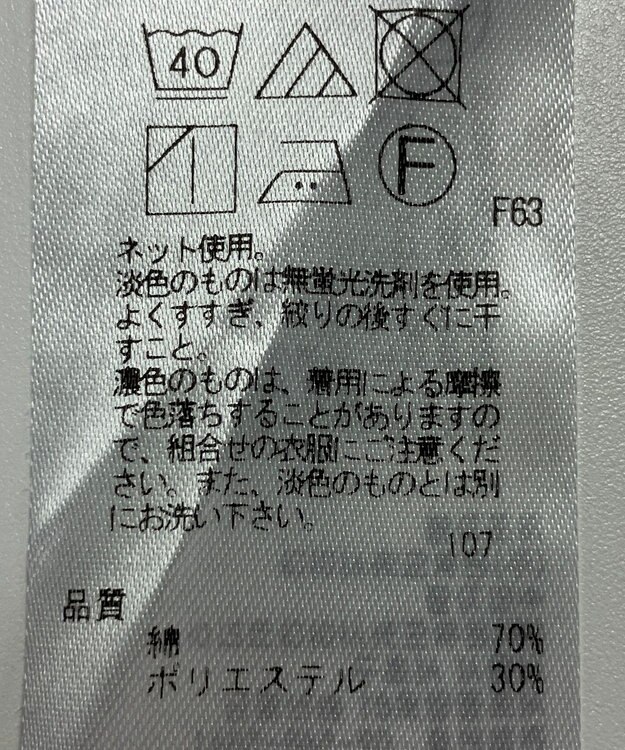 40
F
F63
ネット使用。
淡色のものは無蛍光洗剤を使用。
よくすすぎ、絞りの後すぐに干
すこと。
濃色のものは、着用による摩擦
で色落ちすることがありますの
で、組合せの衣服にご注意くだ
さい。また、淡色のものとは別
にお洗い下さい。
107
品質
綿 70%
ポリエステル 30%